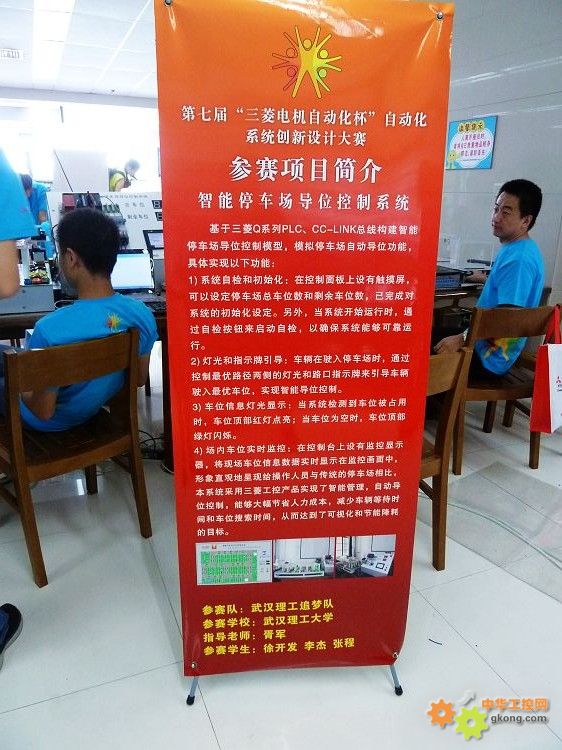 第七届“三菱电机自动化杯”自动化
系统创新设计大赛
参赛项目简介
智能停车场导位控制系统
基于三菱Q系列PLC、CC-LINK总线构建智能
停车场导位控制模型，模拟停车场自动导位功能，
具体实现以下功能：
1) 系统自检和初始化：在控制面板上设有触摸屏，
可以设定停车场总车位数和剩余车位数，已完成对
系统的初始化设定。另外，当系统开始运行时，通
过自检按钮来启动自检，以确保系统能够可靠运
行。
2) 灯光和指示牌引导：车辆在驶入停车场时，通过
控制最优路径两侧的灯光和路口指示牌来引导车辆
驶入最优车位，实现智能导位控制。
3) 车位信息灯光显示：当系统检测到车位被占用
时，车位顶部红灯点亮；当车位为空时，车位顶部
绿灯闪烁。
4) 场内车位实时监控：在控制台上设有监控显示
器，将现场车位信息数据实时显示在监控画面中，
形象直观地呈现给操作人员与传统的停车场相比，
本系统采用三菱工控产品实现了智能管理，自动导
位控制，能够大幅节省人力成本，减少车辆等待时
间和车位搜索时间，从而达到了可视化和节能降耗
的目标。
参赛队：武汉理工追梦队
参赛学校：武汉理工大学
指导老师：胥军
参赛学生：徐开发 李杰 张程
中华工控网
gkong.com